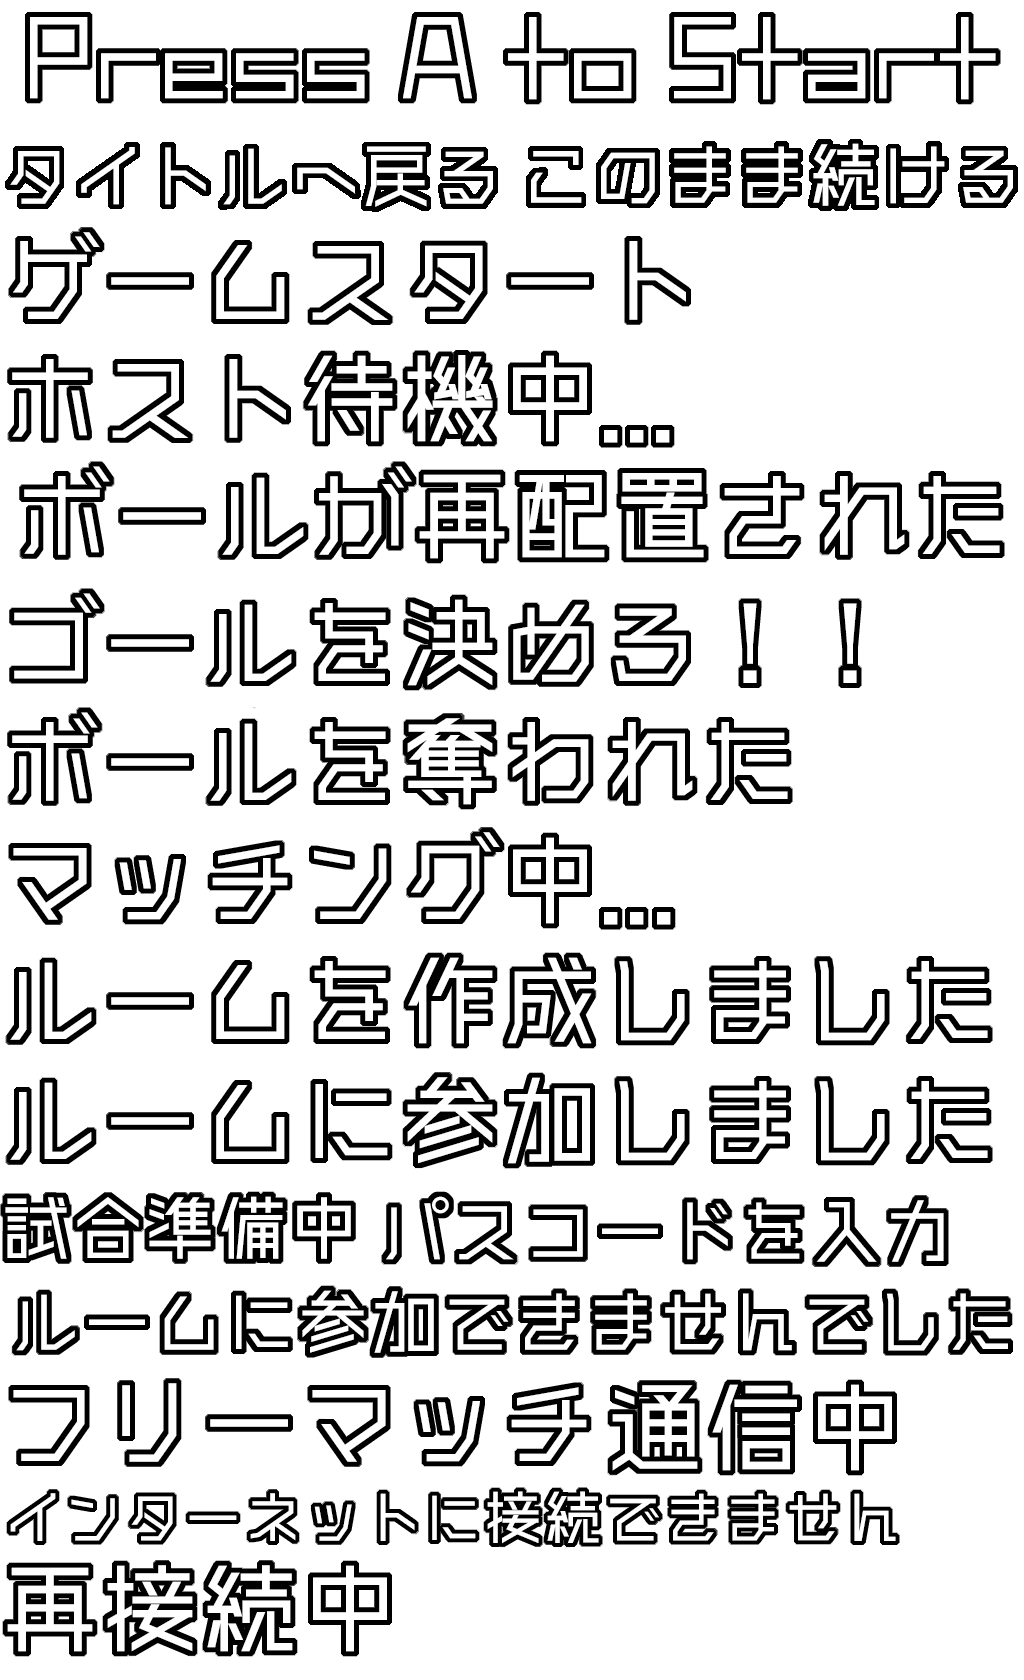 Press A to Start
タイトルへ戻る このまま続ける
ゲームスタート
ホスト待機中...
ボールが再配置された
ゴールを決めろ！！
ボールを奪われた
マッチング中...
ルームを作成しました
ルームに参加しました
試合準備中 パスコードを入力
ルームに参加できませんでした
フリーマッチ通信中
インターネットに接続できません
再接続中